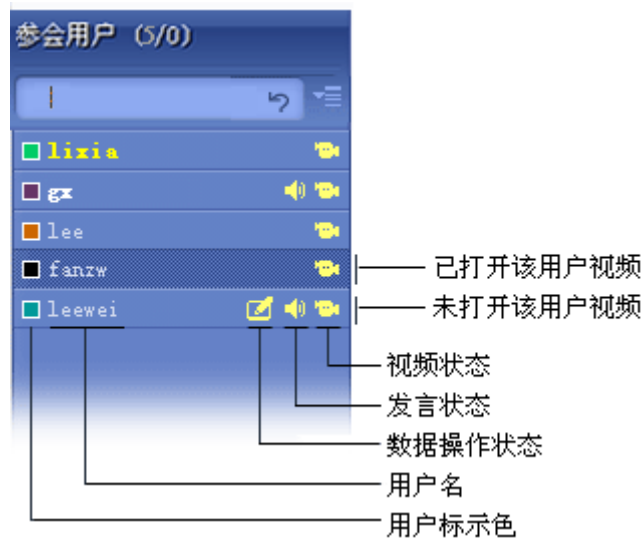 参会用户 (5/0)
lixia
gx
lee
fanzw
已打开该用户视频
leewei
未打开该用户视频
视频状态
发言状态
数据操作状态
用户名
用户标示色